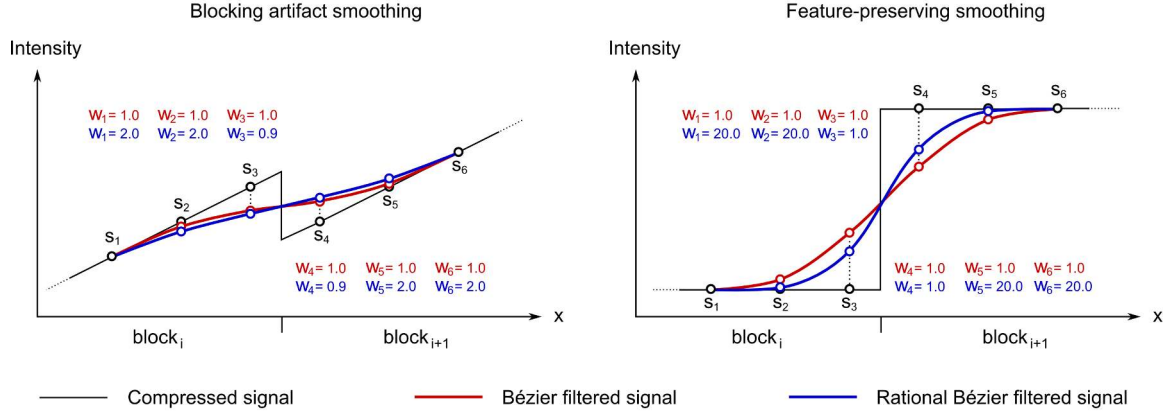 Blocking artifact smoothing
Intensity
W₁= 1.0 W₂= 1.0 W₃= 1.0
W₁= 2.0 W₂= 2.0 W₃= 0.9
S₁
S₂
S₃
S₄
S₅
S₆
W₄= 1.0 W₅= 1.0 W₆= 1.0
W₄= 0.9 W₅= 2.0 W₆= 2.0
x
blockᵢ
blockᵢ₊₁
Feature-preserving smoothing
Intensity
W₁= 1.0 W₂= 1.0 W₃= 1.0
W₁= 20.0 W₂= 20.0 W₃= 1.0
S₄
S₅
S₆
W₄= 1.0 W₅= 1.0 W₆= 1.0
W₄= 1.0 W₅= 20.0 W₆= 20.0
S₁
S₂
S₃
x
blockᵢ
blockᵢ₊₁
Compressed signal
Bézier filtered signal
Rational Bézier filtered signal